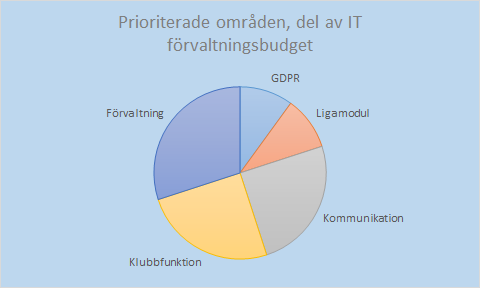 Prioriterade områden, del av IT
förvaltningsbudget
GDPR
Ligamodul
Kommunikation
Klubbfunktion
Förvaltning